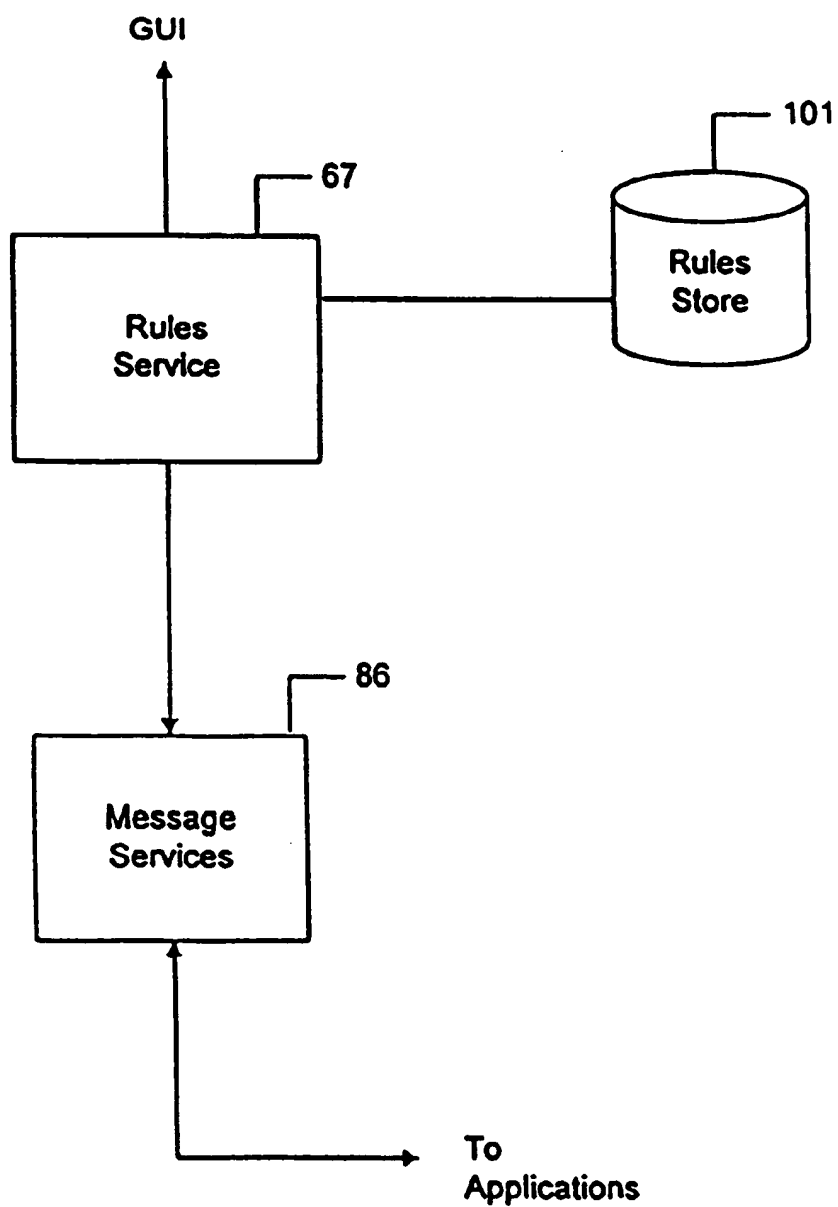 GUI
101
67
Rules
Store
Rules
Service
86
Message
Services
To
Applications